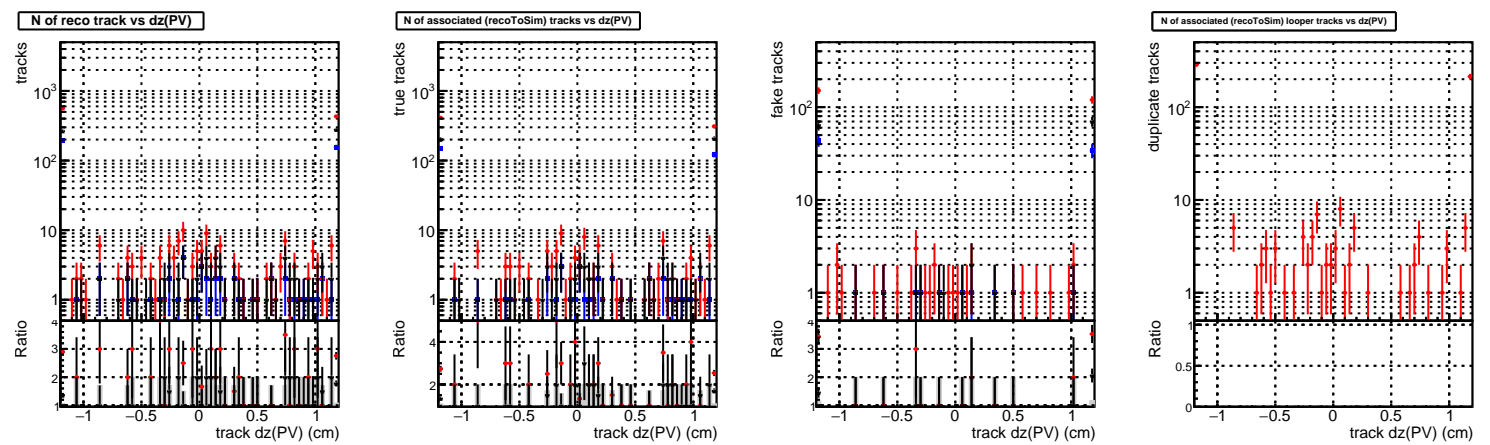 N of reco track vs dz(PV)
tracks
10³
10²
10
1
Ratio
4
3
2
1
−1 −0.5 0 0.5 1
track dz(PV) (cm)
N of associated (recoToSim) tracks vs dz(PV)
true tracks
10³
10²
10
1
Ratio
4
2
−1 −0.5 0 0.5 1
track dz(PV) (cm)
fake tracks
10²
10
1
Ratio
4
3
2
1
−1 −0.5 0 0.5 1
track dz(PV) (cm)
N of associated (recoToSim) looper tracks vs dz(PV)
duplicate tracks
10²
10
1
Ratio
1
0.5
0
−1 −0.5 0 0.5 1
track dz(PV) (cm)